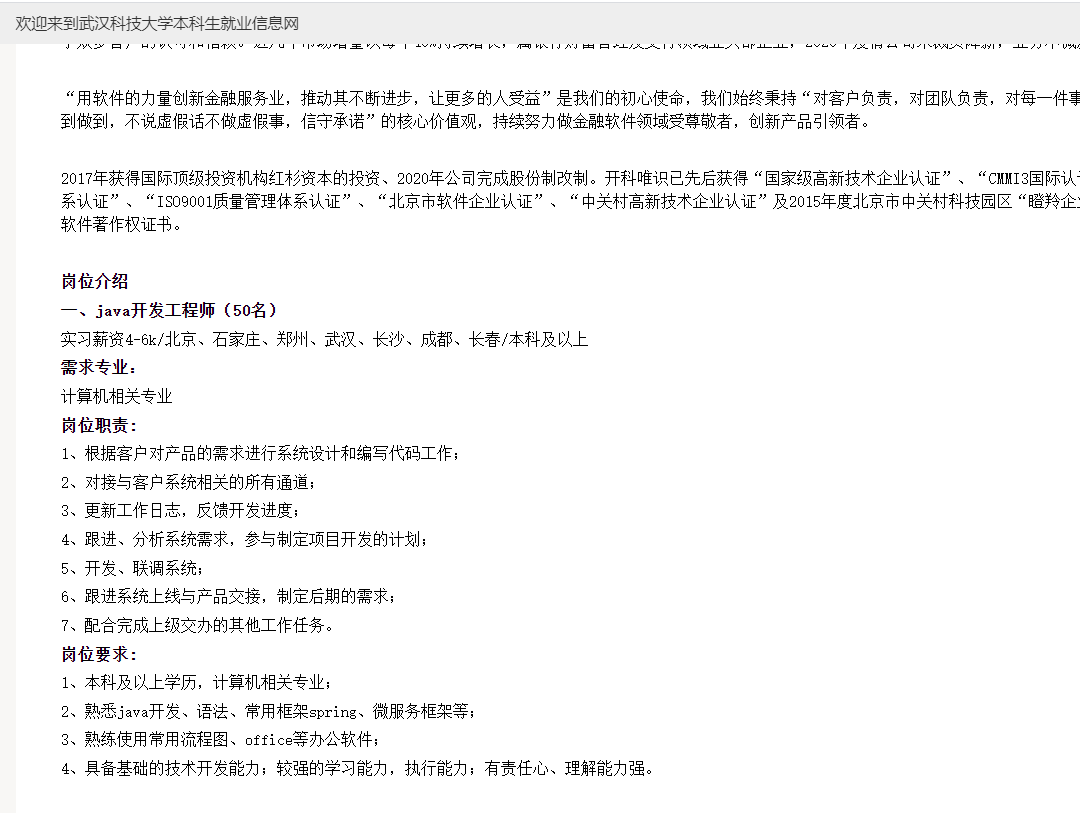 欢迎来到武汉科技大学本科生就业信息网
“用软件的力量创新金融服务业，推动其不断进步，让更多的人受益”是我们的初心使命，我们始终秉持“对客户负责，对团队负责，对每一件事
到做到，不说虚假话不做虚假事，信守承诺”的核心价值观，持续努力做金融软件领域受尊敬者，创新产品引领者。
2017年获得国际顶级投资机构红杉资本的投资、2020年公司完成股份制改制。开科唯识已先后获得“国家级高新技术企业认证”、“CMMI3国际认
系认证”、“ISO9001质量管理体系认证”、“北京市软件企业认证”、“中关村高新技术企业认证”及2015年度北京市中关村科技园区“瞪羚企
软件著作权证书。
岗位介绍
一、java开发工程师（50名）
实习薪资4-6k/北京、石家庄、郑州、武汉、长沙、成都、长春/本科及以上
需求专业：
计算机相关专业
岗位职责：
1、根据客户对产品的需求进行系统设计和编写代码工作；
2、对接与客户系统相关的所有通道；
3、更新工作日志，反馈开发进度；
4、跟进、分析系统需求，参与制定项目开发的计划；
5、开发、联调系统；
6、跟进系统上线与产品交接，制定后期的需求；
7、配合完成上级交办的其他工作任务。
岗位要求：
1、本科及以上学历，计算机相关专业；
2、熟悉java开发、语法、常用框架spring、微服务框架等；
3、熟练使用常用流程图、office等办公软件；
4、具备基础的技术开发能力；较强的学习能力，执行能力；有责任心、理解能力强。